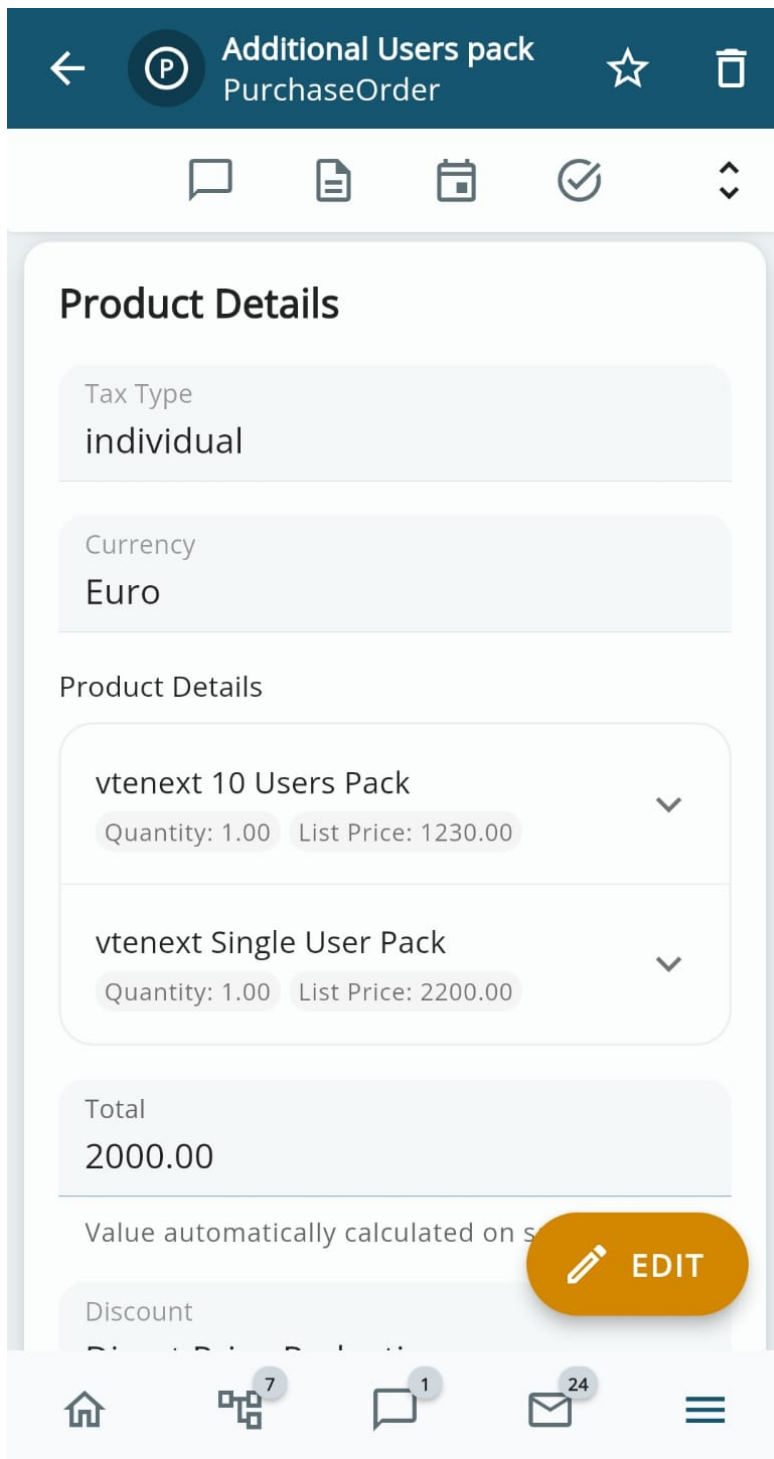 P
Additional Users pack
PurchaseOrder
Product Details
Tax Type
individual
Currency
Euro
Product Details
vtenext 10 Users Pack
Quantity: 1.00 List Price: 1230.00
vtenext Single User Pack
Quantity: 1.00 List Price: 2200.00
Total
2000.00
Value automatically calculated on
EDIT
Discount
7
1
24